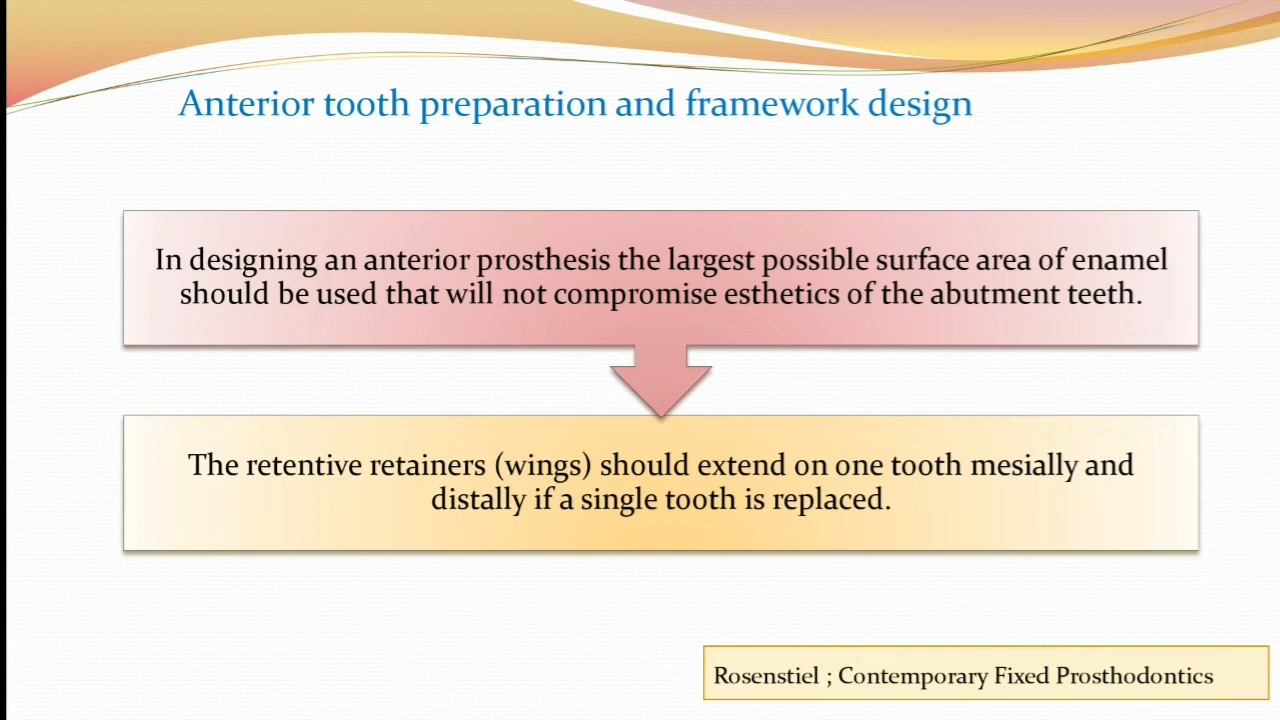 Anterior tooth preparation and framework design
In designing an anterior prosthesis the largest possible surface area of enamel
should be used that will not compromise esthetics of the abutment teeth.
The retentive retainers (wings) should extend on one tooth mesially and
distally if a single tooth is replaced.
Rosenstiel ; Contemporary Fixed Prosthodontics